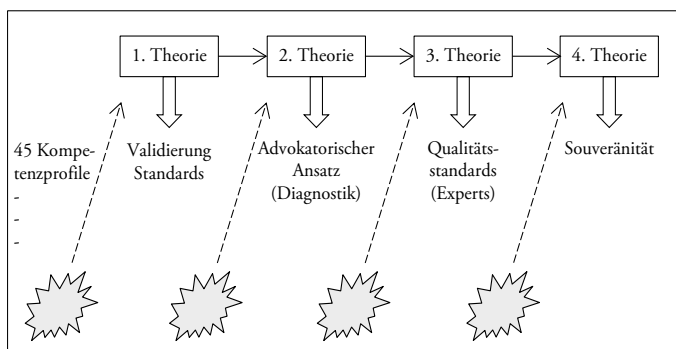 1. Theorie
2. Theorie
3. Theorie
4. Theorie
45 Kompe-
tenzprofile
-
-
-
Validierung
Standards
Advokatorischer
Ansatz
(Diagnostik)
Qualitäts-
standards
(Experts)
Souveränität